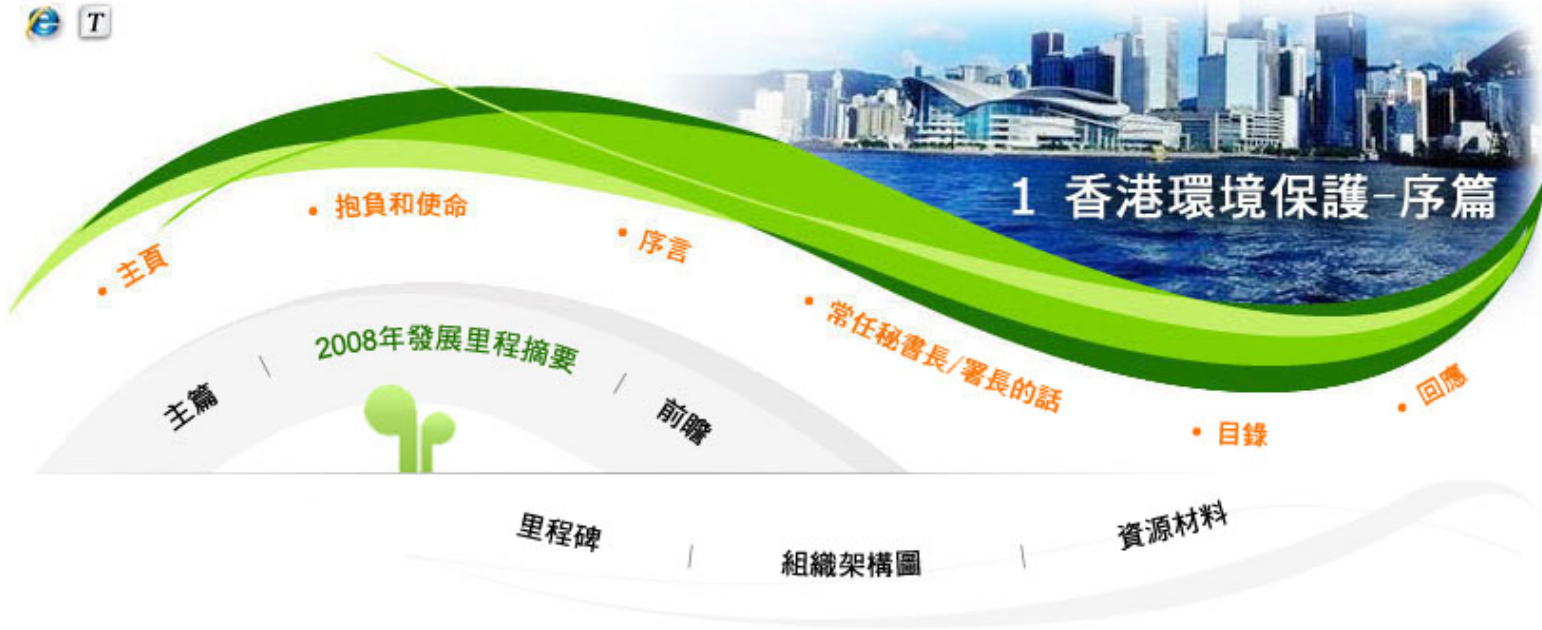 T
1 香港環境保護-序篇
• 主頁
• 抱負和使命
• 序言
• 常任秘書長/署長的話
• 目錄
• 回應
主篇 | 2008年發展里程摘要 | 前瞻
里程碑 | 組織架構圖 | 資源材料